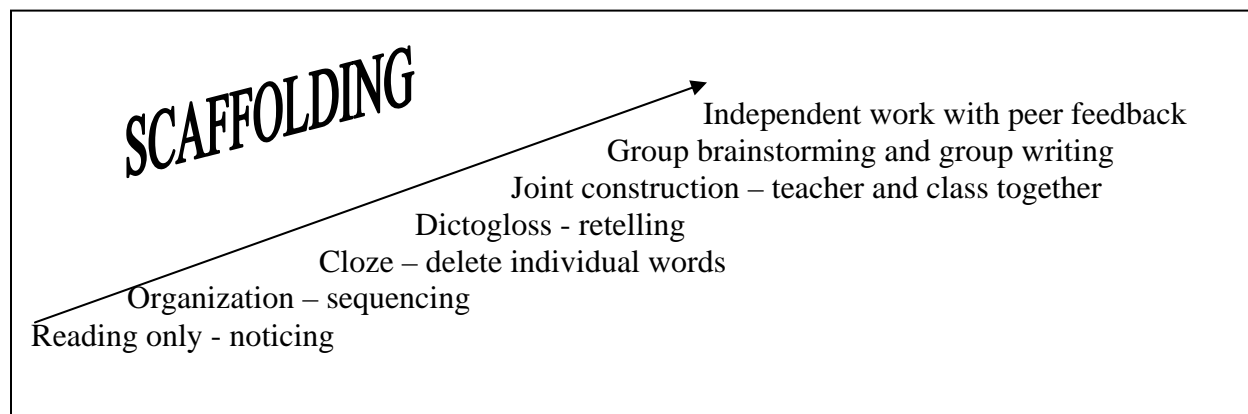 SCAFFOLDING
Independent work with peer feedback
Group brainstorming and group writing
Joint construction – teacher and class together
Dictogloss - retelling
Cloze – delete individual words
Organization – sequencing
Reading only - noticing